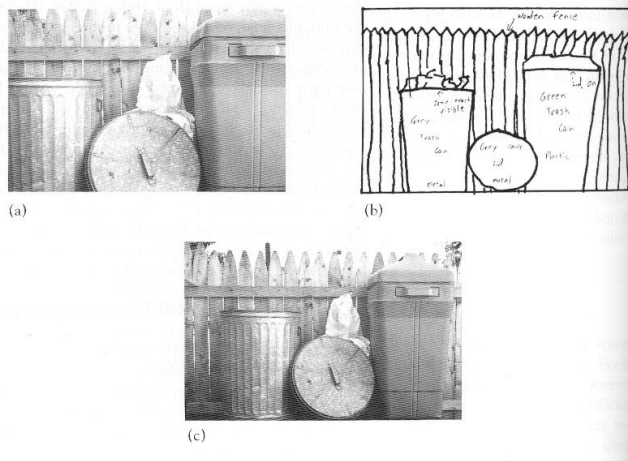 Wooden fence
Lid on
some trash
visible
Green
Trash
Can
Plastic
Grey
Trash
Can
Metal
Grey
Lid
metal
(a)
(b)
(c)